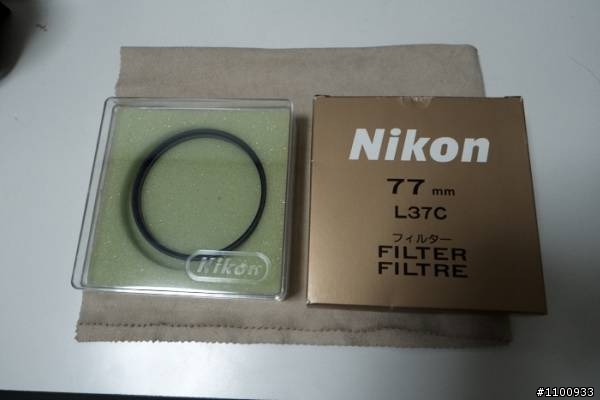 Nikon
Nikon
77 mm
L37C
フィルター
FILTER
FILTRE
#1100933